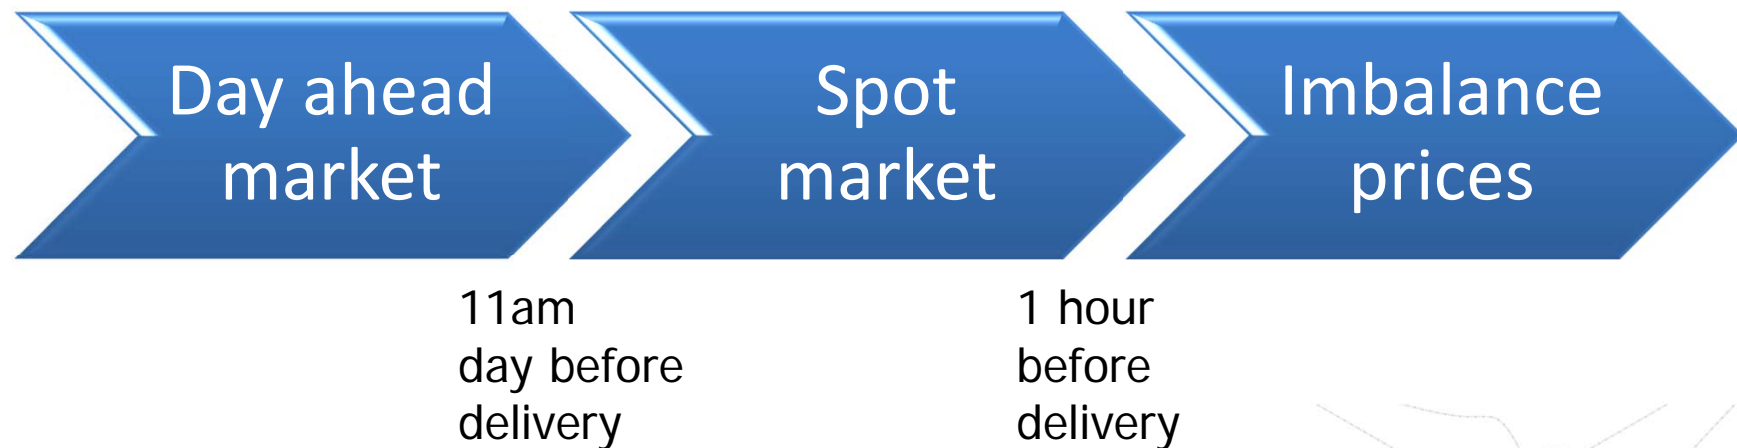 Day ahead
market
Spot
market
Imbalance
prices
11am
day before
delivery
1 hour
before
delivery